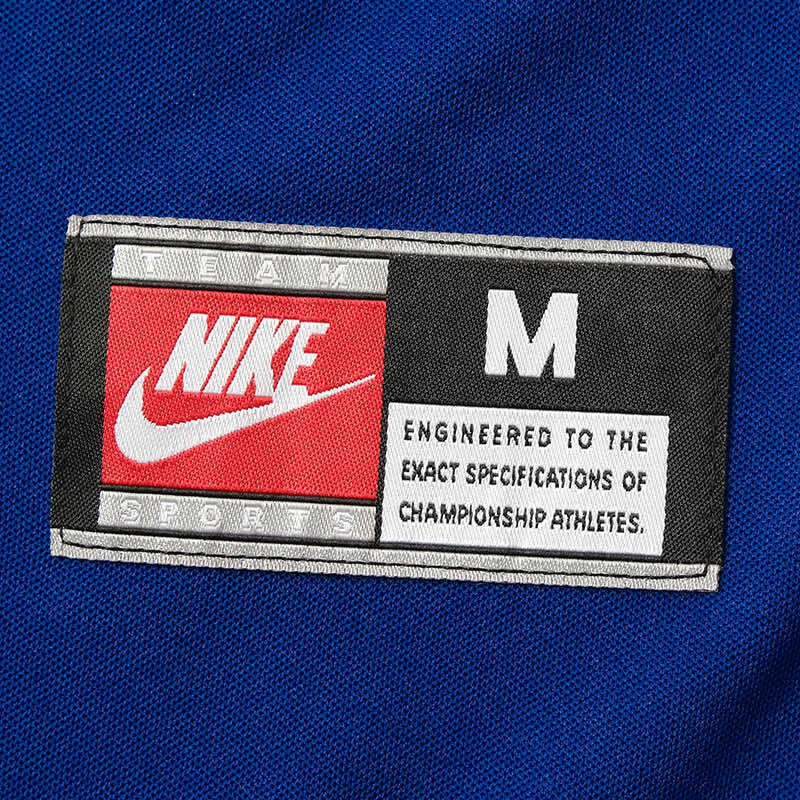 TEAM
NIKE
SPORTS
M
ENGINEERED TO THE
EXACT SPECIFICATIONS OF
CHAMPIONSHIP ATHLETES.